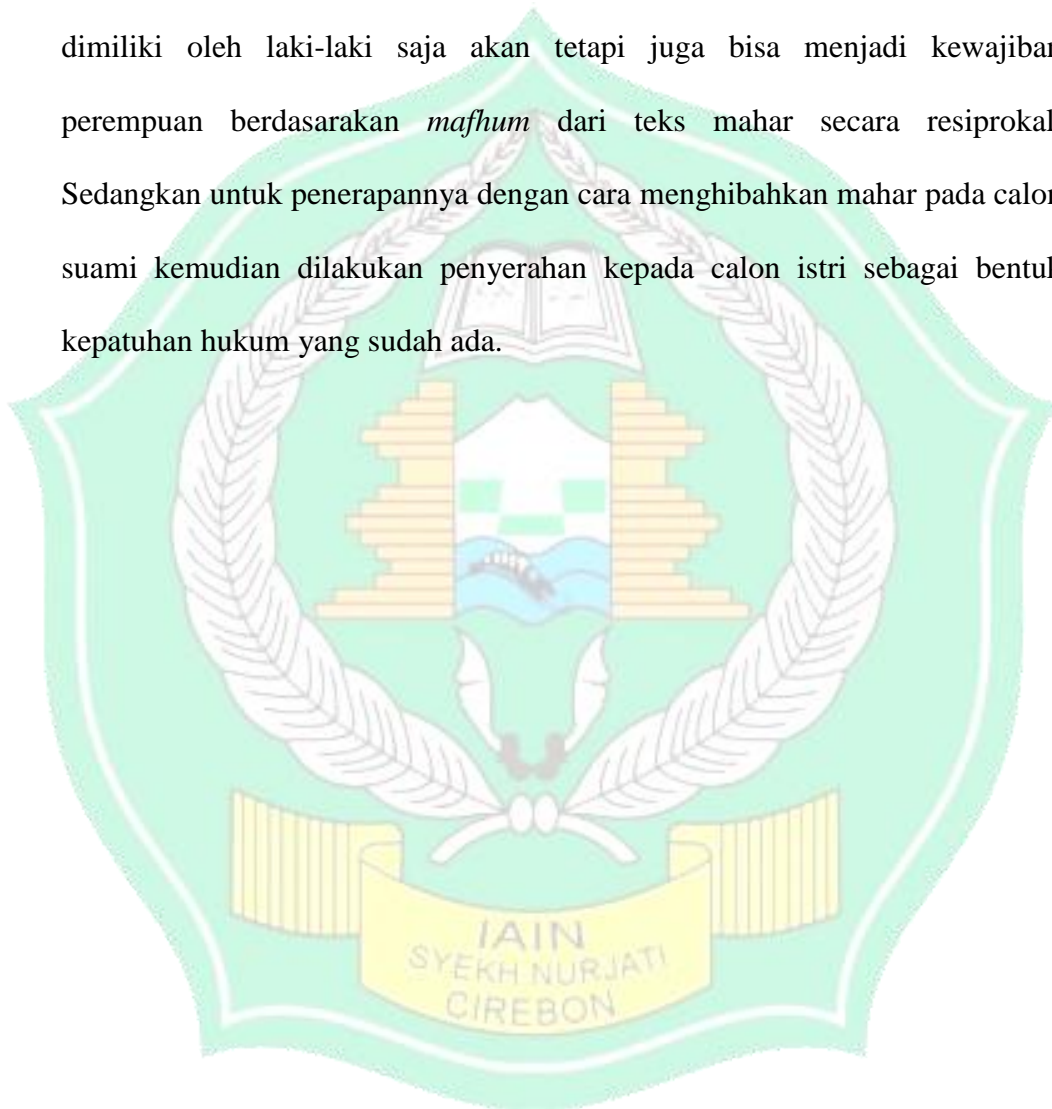 dimiliki oleh laki-laki saja akan tetapi juga bisa menjadi kewajiban
perempuan berdasarakan mafhum dari teks mahar secara resiprokal
Sedangkan untuk penerapannya dengan cara menghibahkan mahar pada calon
suami kemudian dilakukan penyerahan kepada calon istri sebagai bentuk
kepatuhan hukum yang sudah ada.
IAIN
SYEKH NURJATI
CIREBON